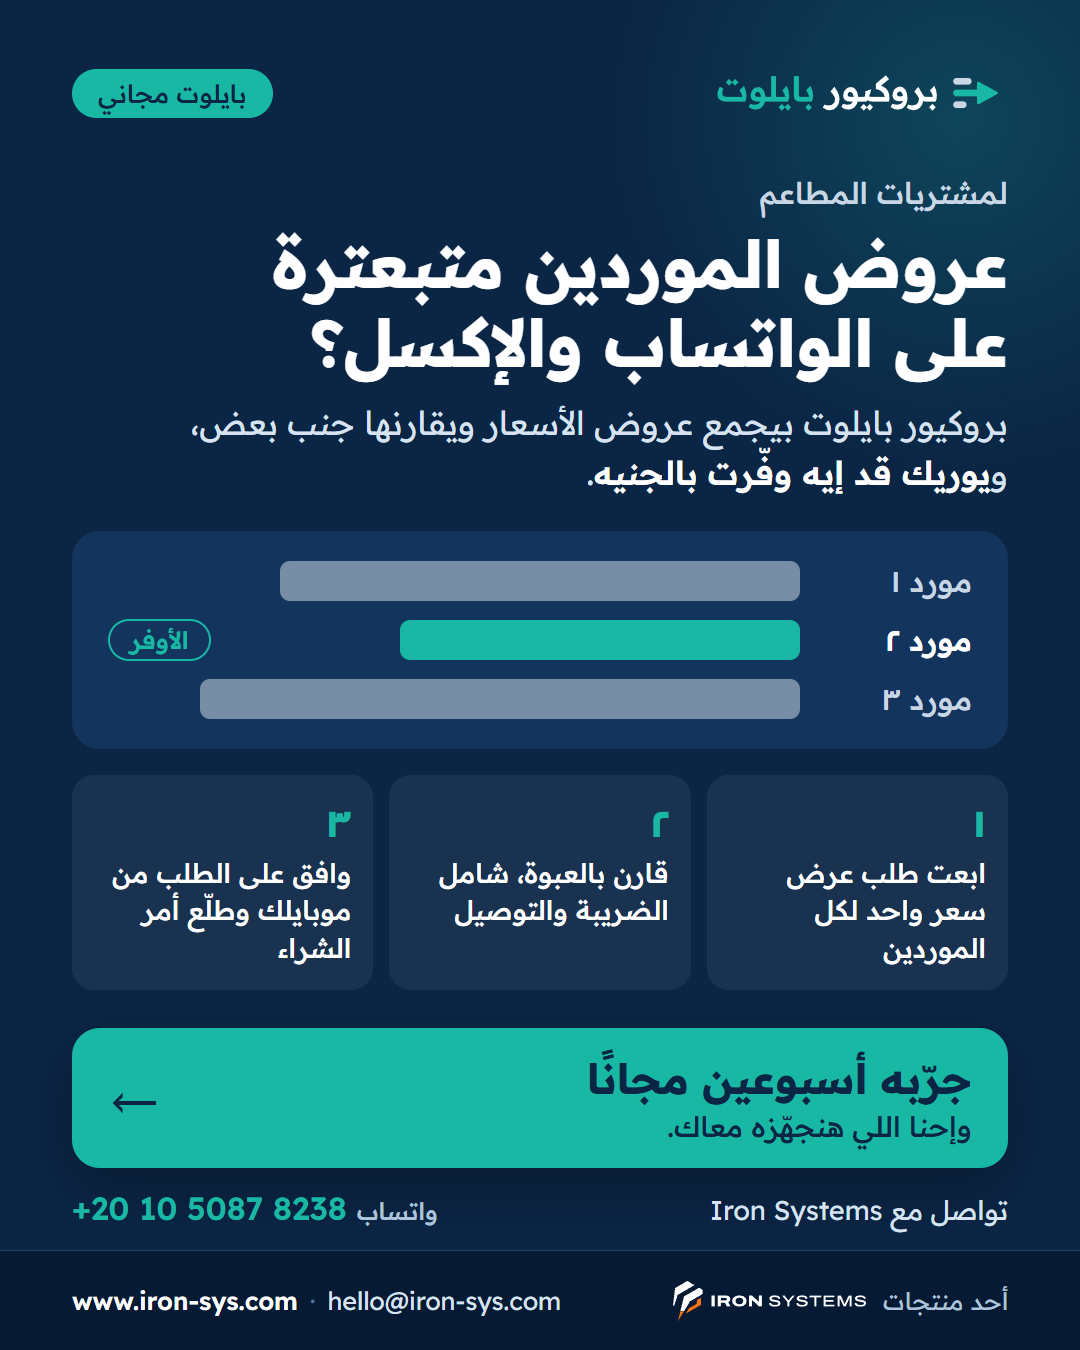 بروكيور بايلوت
بايلوت مجاني
لمشتريات المطاعم
عروض الموردين متبعترة
على الواتساب والإكسل؟
بروكيور بايلوت بيجمع عروض الأسعار ويقارنها جنب بعض،
ويوريك قد إيه وفّرت بالجنيه.
مورد ١
مورد ٢
الأوفر
مورد ٣
١
ابعت طلب عرض
سعر واحد لكل
الموردين
٢
قارن بالعبوة، شامل
الضريبة والتوصيل
٣
وافق على الطلب من
موبايلك وطلّع أمر
الشراء
جرّبه أسبوعين مجانًا
وإحنا اللي هنجهّزه معاك.
←
تواصل مع Iron Systems
واتساب +20 10 5087 8238
أحد منتجات IRON SYSTEMS
www.iron-sys.com · hello@iron-sys.com